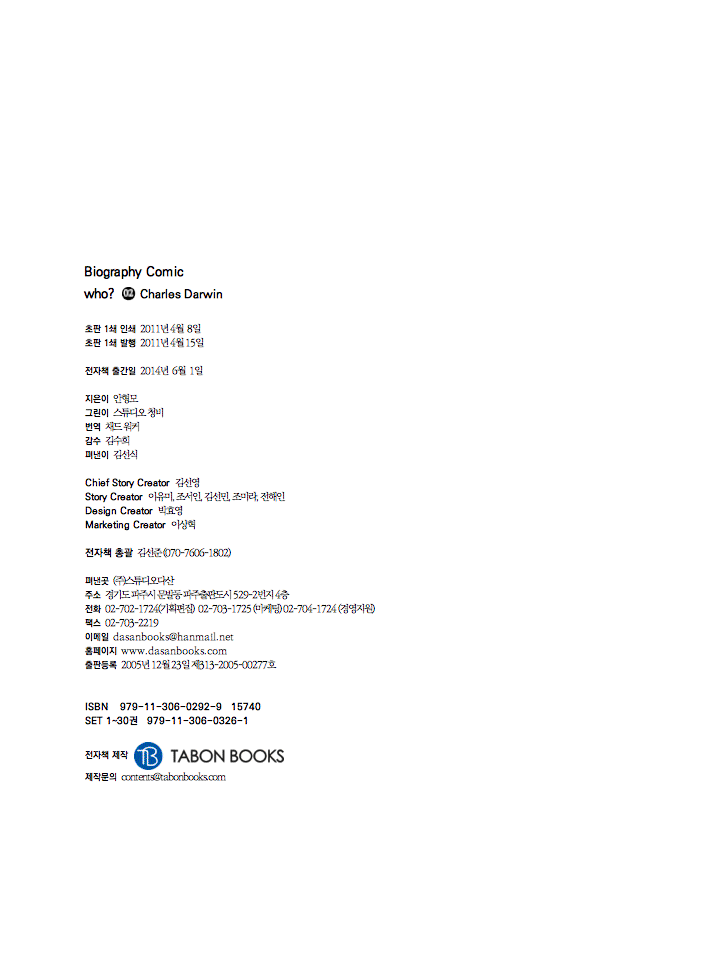 Biography Comic
who? 02 Charles Darwin
초판 1쇄 인쇄 2011년 4월 8일
초판 1쇄 발행 2011년 4월 15일
전자책 출간일 2014년 6월 1일
지은이 안형모
그린이 스튜디오 청비
번역 채드 워커
감수 김수희
펴낸이 김선식
Chief Story Creator 김선영
Story Creator 이유미, 조서인, 김선민, 조미라, 전해인
Design Creator 박효영
Marketing Creator 이상혁
전자책 총괄 김선준 (070-7606-1802)
펴낸곳 (주)스튜디오다산
주소 경기도 파주시 문발동 파주출판도시 529-2번지 4층
전화 02-702-1724(기획편집) 02-703-1725 (마케팅) 02-704-1724 (경영지원)
팩스 02-703-2219
이메일 dasanbooks@hanmail.net
홈페이지 www.dasanbooks.com
출판등록 2005년 12월 23일 제313-2005-00277호
ISBN 979-11-306-0292-9 15740
SET 1~30권 979-11-306-0326-1
전자책 제작 TB TABON BOOKS
제작문의 contents@tabonbooks.com